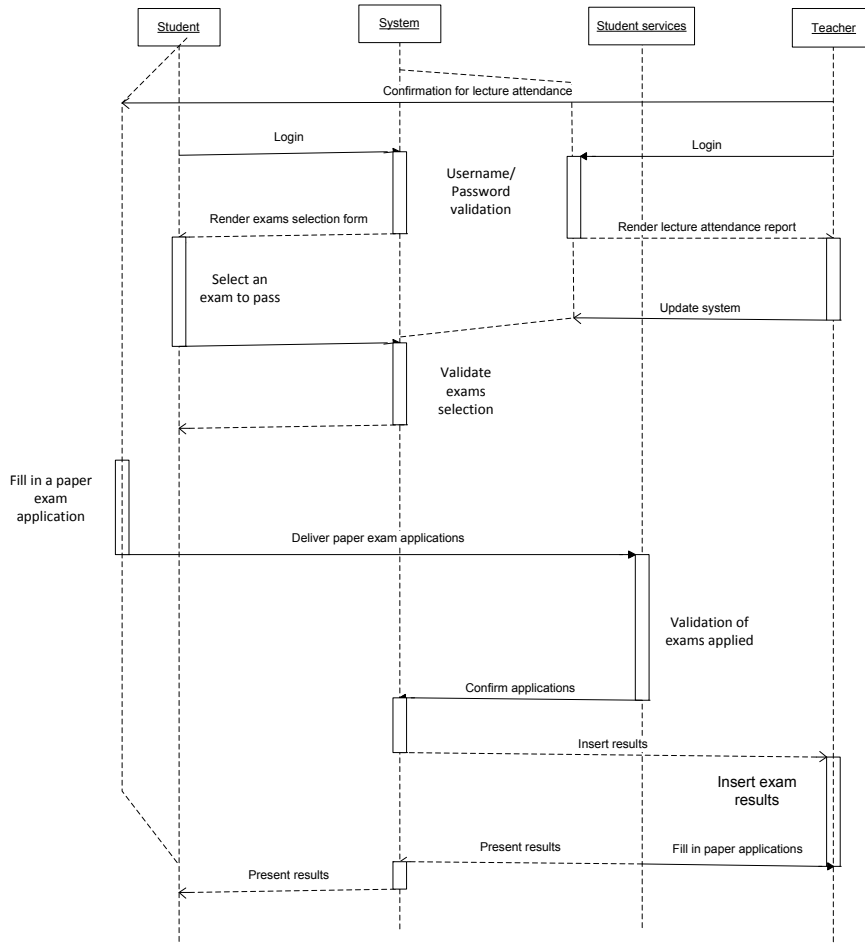 Student
System
Student services
Teacher
Confirmation for lecture attendance
Login
Login
Username/
Password
validation
Render exams selection form
Render lecture attendance report
Select an
exam to pass
Update system
Validate
exams
selection
Fill in a paper
exam
application
Deliver paper exam applications
Validation of
exams applied
Confirm applications
Insert results
Insert exam
results
Present results
Fill in paper applications
Present results